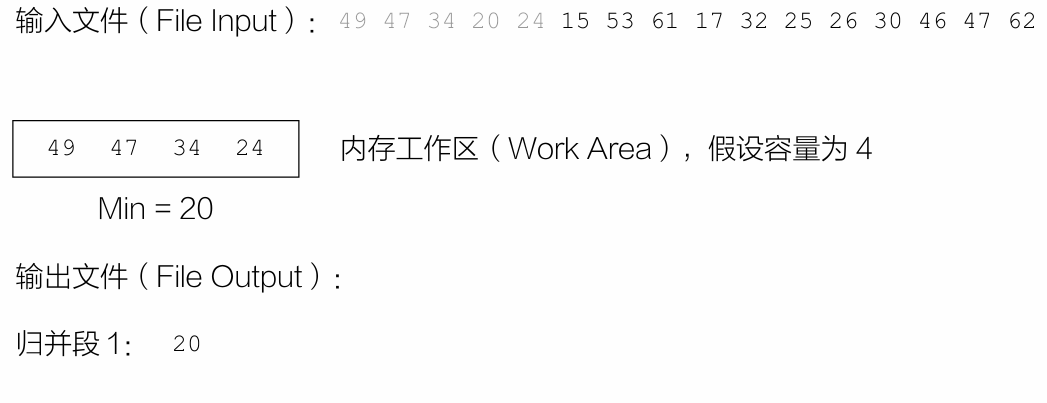 输入文件（File Input）： 49 47 34 20 24 15 53 61 17 32 25 26 30 46 47 62
49 47 34 24 内存工作区（Work Area），假设容量为 4
Min = 20
输出文件（File Output）：
归并段 1： 20